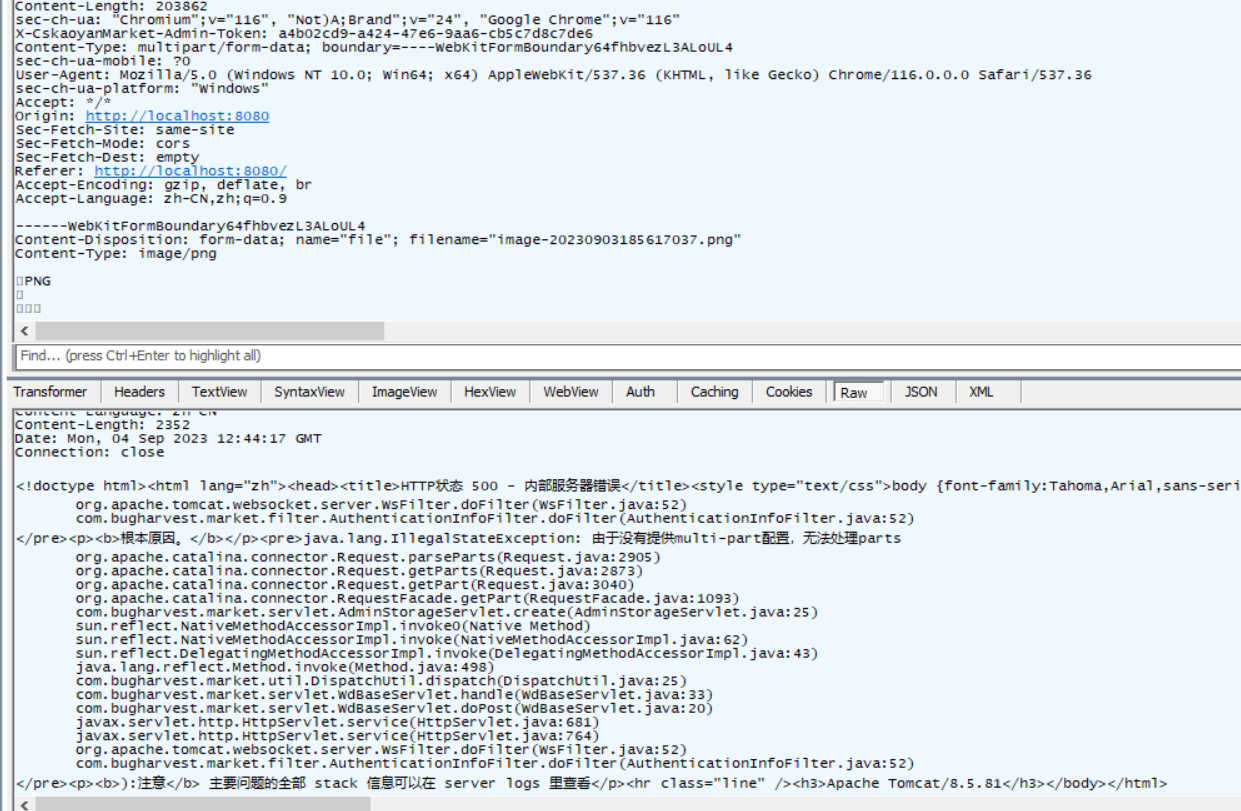 Content-Length: 203862
sec-ch-ua: "Chromium";v="116", "Not)A;Brand";v="24", "Google Chrome";v="116"
X-CskaoyanMarket-Admin-Token: a4b02cd9-a424-47e6-9aa6-cb5c7d8c7de6
Content-Type: multipart/form-data; boundary=----WebKitFormBoundary64fhbvezL3ALoUL4
sec-ch-ua-mobile: ?0
User-Agent: Mozilla/5.0 (Windows NT 10.0; Win64; x64) AppleWebKit/537.36 (KHTML, like Gecko) Chrome/116.0.0.0 Safari/537.36
sec-ch-ua-platform: "Windows"
Accept: */*
Origin: http://localhost:8080
Sec-Fetch-Site: same-site
Sec-Fetch-Mode: cors
Sec-Fetch-Dest: empty
Referer: http://localhost:8080/
Accept-Encoding: gzip, deflate, br
Accept-Language: zh-CN,zh;q=0.9
------WebKitFormBoundary64fhbvezL3ALoUL4
Content-Disposition: form-data; name="file"; filename="image-20230903185617037.png"
Content-Type: image/png
PNG
Find... (press Ctrl+Enter to highlight all)
Transformer Headers TextView SyntaxView ImageView HexView WebView Auth Caching Cookies Raw JSON XML
Content-Language: zh-CN
Content-Length: 2352
Date: Mon, 04 Sep 2023 12:44:17 GMT
Connection: close
<!doctype html><html lang="zh"><head><title>HTTP状态 500 - 内部服务器错误</title><style type="text/css">body {font-family:Tahoma,Arial,sans-seri
org.apache.tomcat.websocket.server.WsFilter.doFilter(WsFilter.java:52)
com.bugharvest.market.filter.AuthenticationInfoFilter.doFilter(AuthenticationInfoFilter.java:52)
</pre><p><b>根本原因。</b></p><pre>java.lang.IllegalStateException: 由于没有提供multi-part配置，无法处理parts
org.apache.catalina.connector.Request.parseParts(Request.java:2905)
org.apache.catalina.connector.Request.getParts(Request.java:2873)
org.apache.catalina.connector.Request.getPart(Request.java:3040)
org.apache.catalina.connector.RequestFacade.getPart(RequestFacade.java:1093)
com.bugharvest.market.servlet.AdminStorageServlet.create(AdminStorageServlet.java:25)
sun.reflect.NativeMethodAccessorImpl.invoke0(Native Method)
sun.reflect.NativeMethodAccessorImpl.invoke(NativeMethodAccessorImpl.java:62)
sun.reflect.DelegatingMethodAccessorImpl.invoke(DelegatingMethodAccessorImpl.java:43)
java.lang.reflect.Method.invoke(Method.java:498)
com.bugharvest.market.util.DispatchUtil.dispatch(DispatchUtil.java:25)
com.bugharvest.market.servlet.WdBaseServlet.handle(WdBaseServlet.java:33)
com.bugharvest.market.servlet.WdBaseServlet.doPost(WdBaseServlet.java:20)
javax.servlet.http.HttpServlet.service(HttpServlet.java:681)
javax.servlet.http.HttpServlet.service(HttpServlet.java:764)
org.apache.tomcat.websocket.server.WsFilter.doFilter(WsFilter.java:52)
com.bugharvest.market.filter.AuthenticationInfoFilter.doFilter(AuthenticationInfoFilter.java:52)
</pre><p><b>):注意</b> 主要问题的全部 stack 信息可以在 server logs 里查看</p><hr class="line" /><h3>Apache Tomcat/8.5.81</h3></body></html>